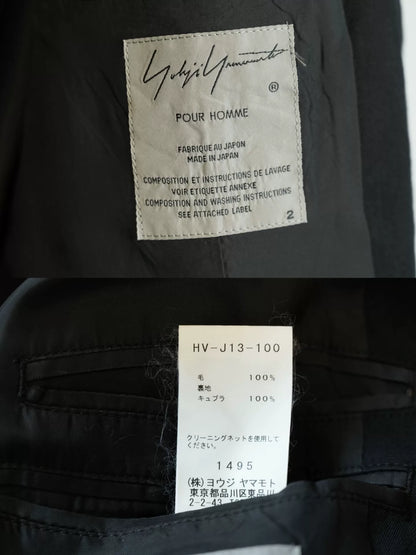 Yohji Yamamoto
®
POUR HOMME
FABRIQUE AU JAPON
MADE IN JAPAN
COMPOSITION ET INSTRUCTIONS DE LAVAGE
VOIR ETIQUETTE ANNEXE
COMPOSITION AND WASHING INSTRUCTIONS
SEE ATTACHED LABEL
2
HV-J13-100
毛 100%
裏地
キュプラ 100%
クリーニングネットを使用して
ください
1495
(株)ヨウジ ヤマモト
東京都品川区東品川
2-2-43